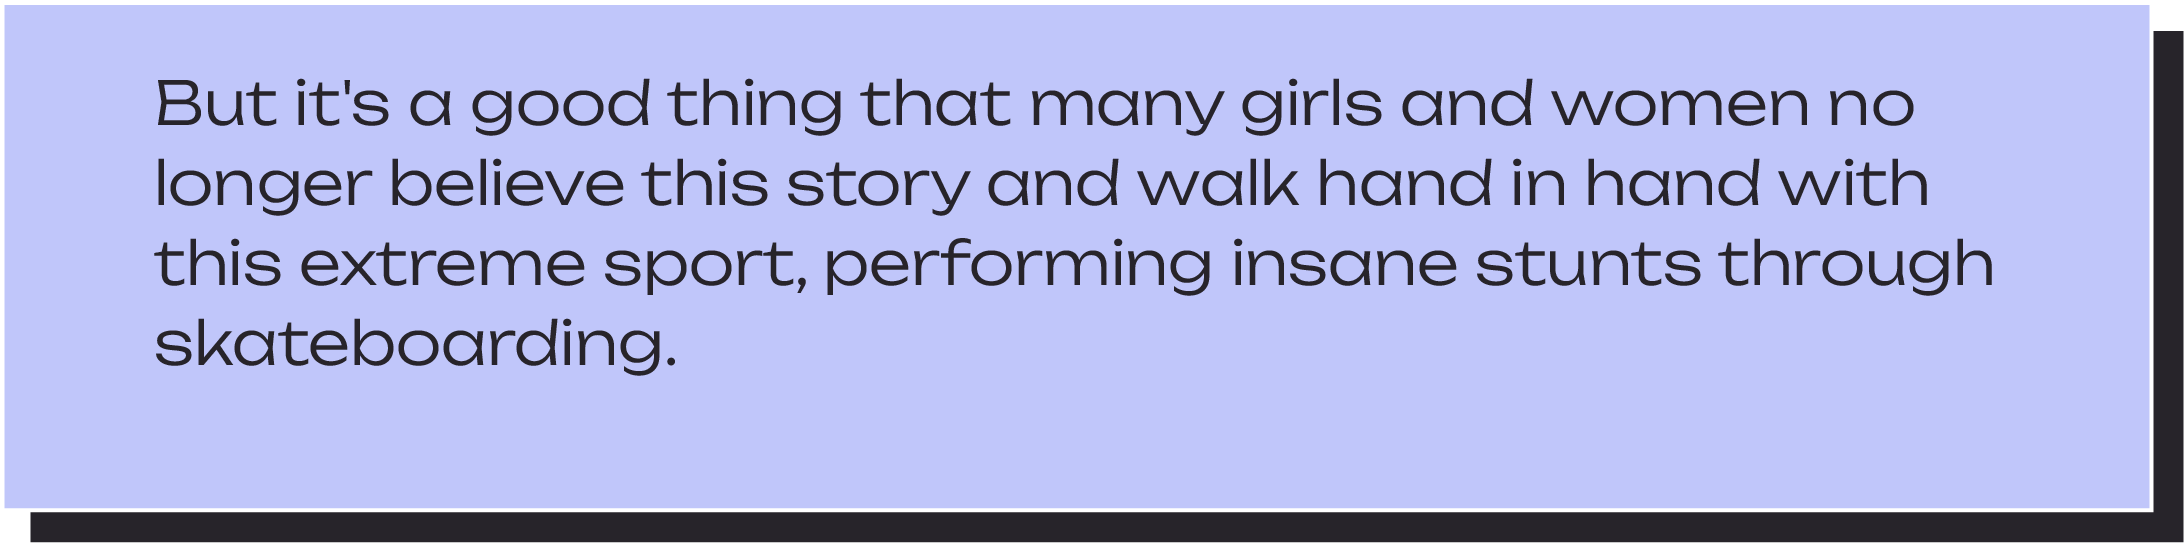 But it's a good thing that many girls and women no
longer believe this story and walk hand in hand with
this extreme sport, performing insane stunts through
skateboarding.